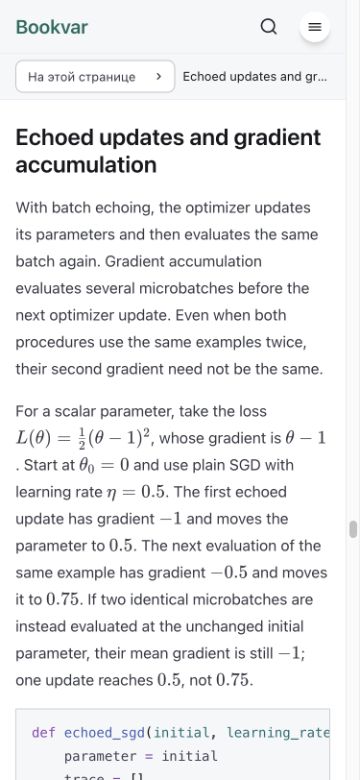 Bookvar
На этой странице
Echoed updates and gr...
Echoed updates and gradient
accumulation
With batch echoing, the optimizer updates
its parameters and then evaluates the same
batch again. Gradient accumulation
evaluates several microbatches before the
next optimizer update. Even when both
procedures use the same examples twice,
their second gradient need not be the same.
For a scalar parameter, take the loss
L(θ) = ½(θ − 1)², whose gradient is θ − 1
. Start at θ₀ = 0 and use plain SGD with
learning rate η = 0.5. The first echoed
update has gradient −1 and moves the
parameter to 0.5. The next evaluation of the
same example has gradient −0.5 and moves
it to 0.75. If two identical microbatches are
instead evaluated at the unchanged initial
parameter, their mean gradient is still −1;
one update reaches 0.5, not 0.75.
def echoed_sgd(initial, learning_rate
parameter = initial
trace = []